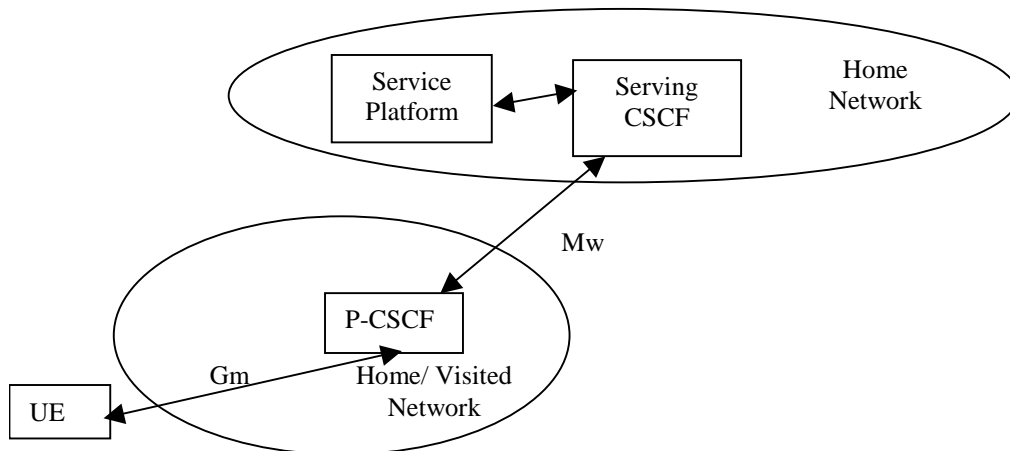 Service
Platform
Serving
CSCF
Home
Network
Mw
P-CSCF
Gm
Home/ Visited
Network
UE